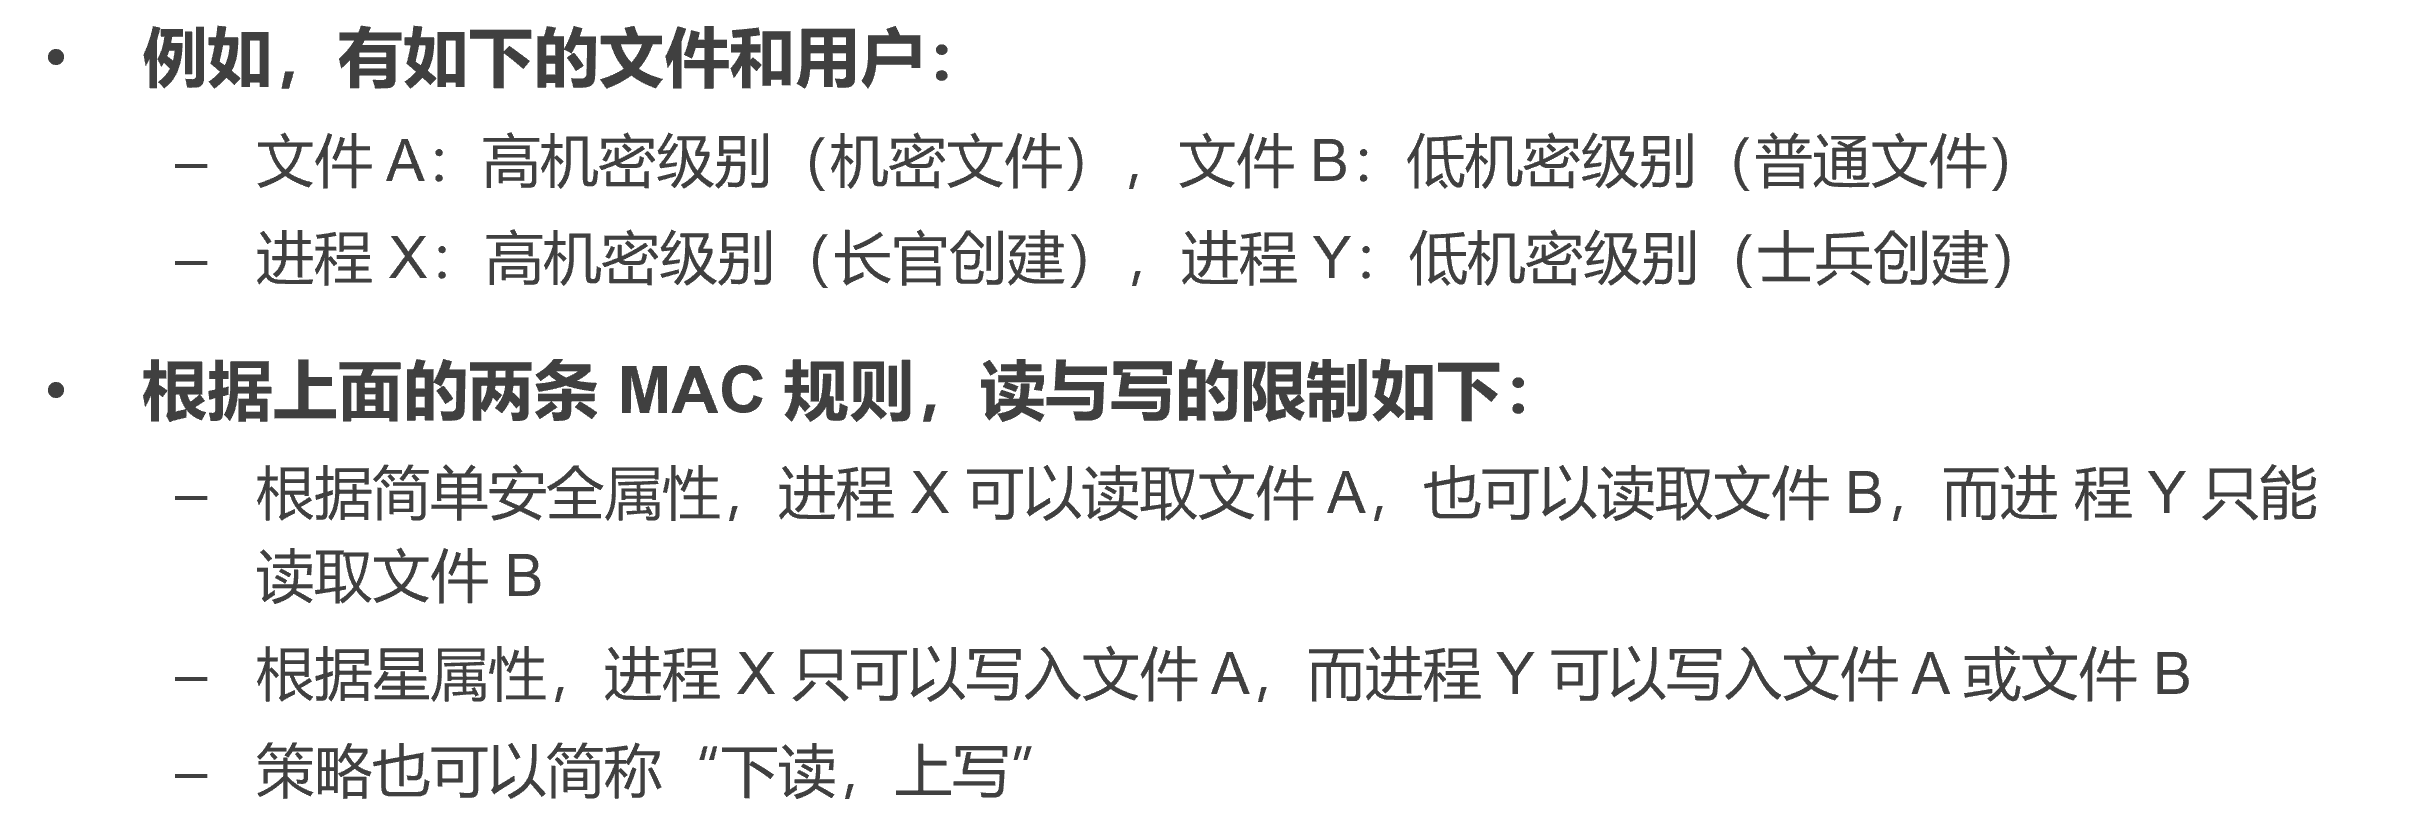 • 例如，有如下的文件和用户：
– 文件 A：高机密级别（机密文件），文件 B：低机密级别（普通文件）
– 进程 X：高机密级别（长官创建），进程 Y：低机密级别（士兵创建）
• 根据上面的两条 MAC 规则，读与写的限制如下：
– 根据简单安全属性，进程 X 可以读取文件 A，也可以读取文件 B，而进 程 Y 只能
读取文件 B
– 根据星属性，进程 X 只可以写入文件 A，而进程 Y 可以写入文件 A 或文件 B
– 策略也可以简称“下读，上写”